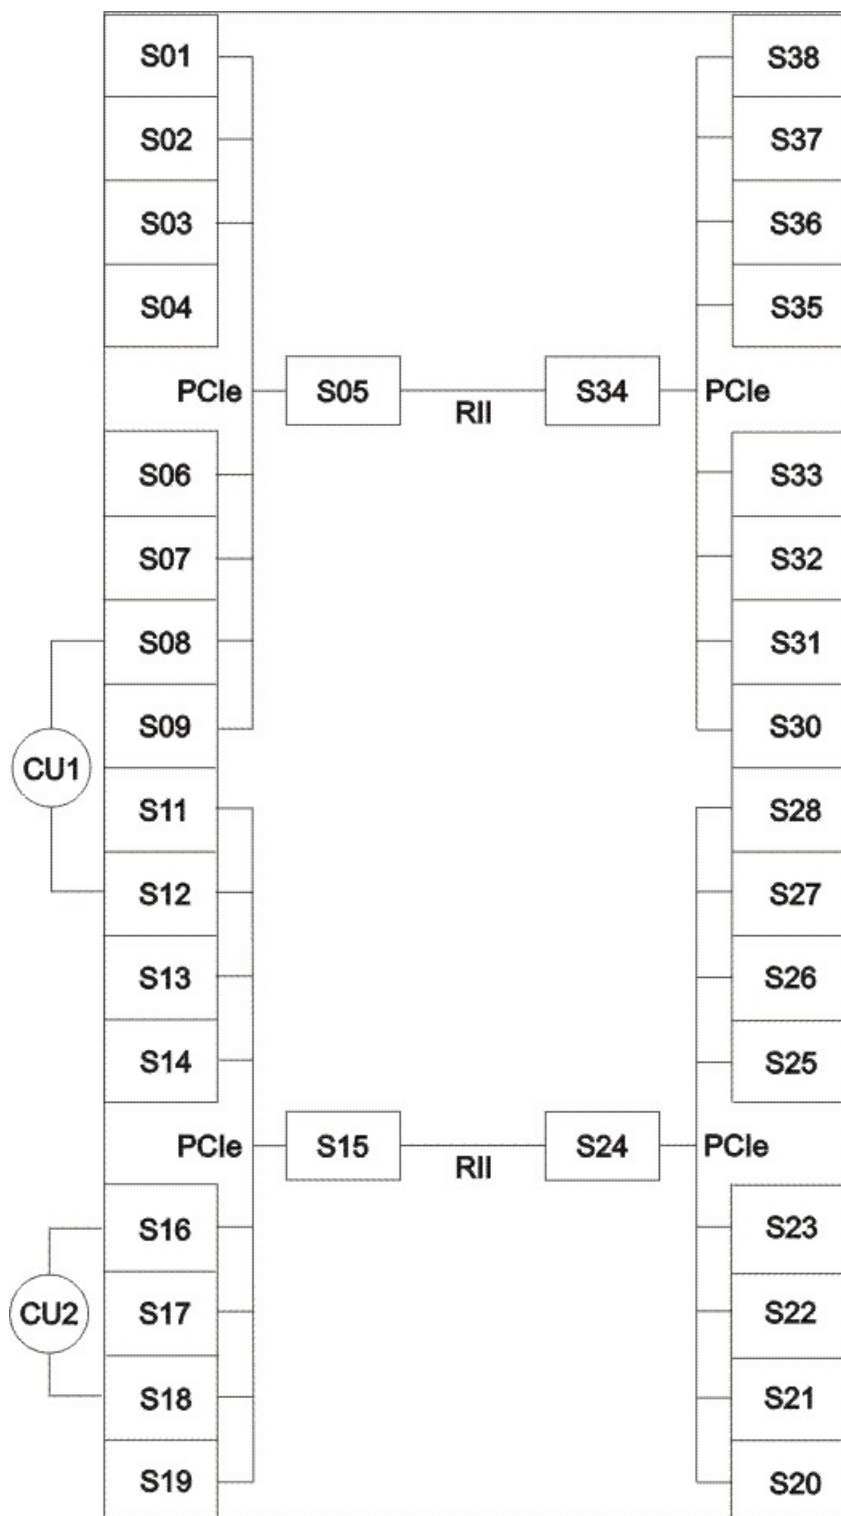 S01 S38
S02 S37
S03 S36
S04 S35
PCIe S05 RII S34 PCIe
S06 S33
S07 S32
S08 S31
S09 S30
CU1
S11 S28
S12 S27
S13 S26
S14 S25
PCIe S15 RII S24 PCIe
S16 S23
CU2 S17 S22
S18 S21
S19 S20